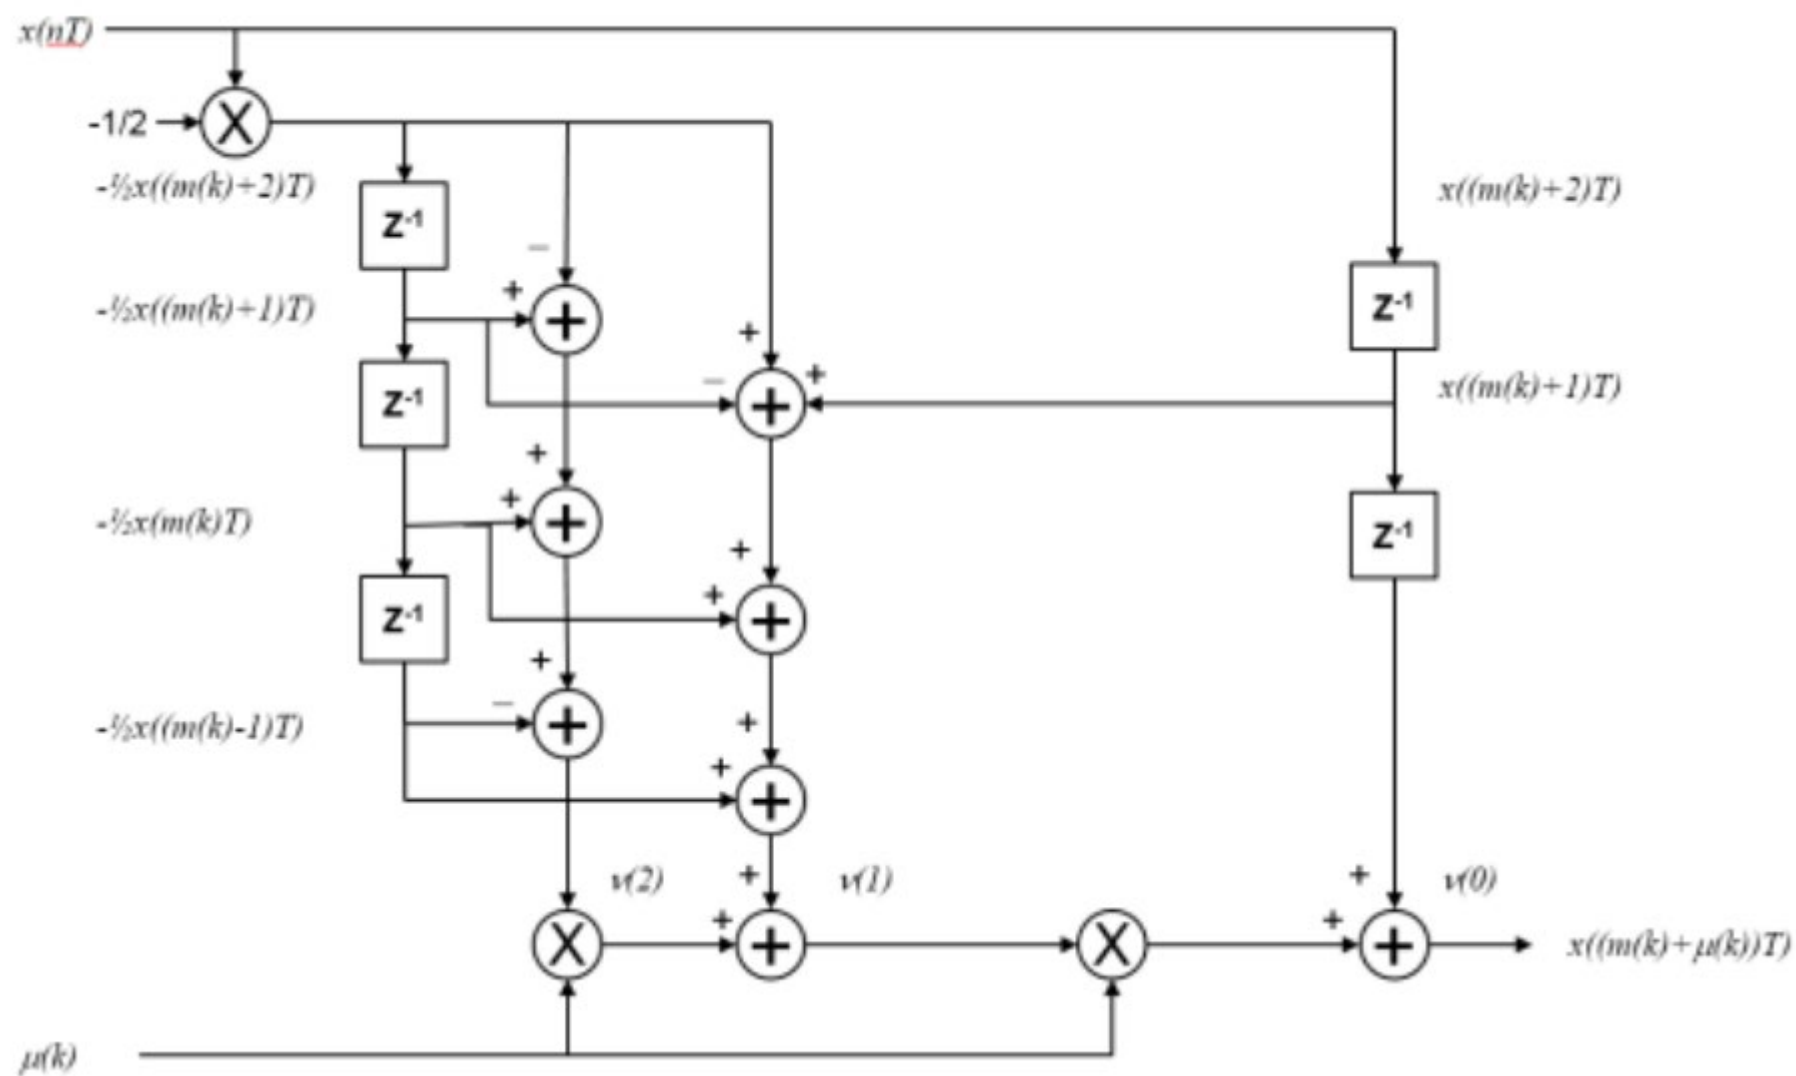 x(nT)
-1/2
X
-½x((m(k)+2)T)
x((m(k)+2)T)
z-1
−
+
-½x((m(k)+1)T)
z-1
+
+
+
x((m(k)+1)T)
−
+
z-1
+
+
+
-½x(m(k)T)
+
z-1
+
+
z-1
+
+
−
-½x((m(k)-1)T)
+
+
+
+
v(2)
+
v(1)
+
v(0)
X
+
+
X
+
+
x((m(k)+μ(k))T)
μ(k)